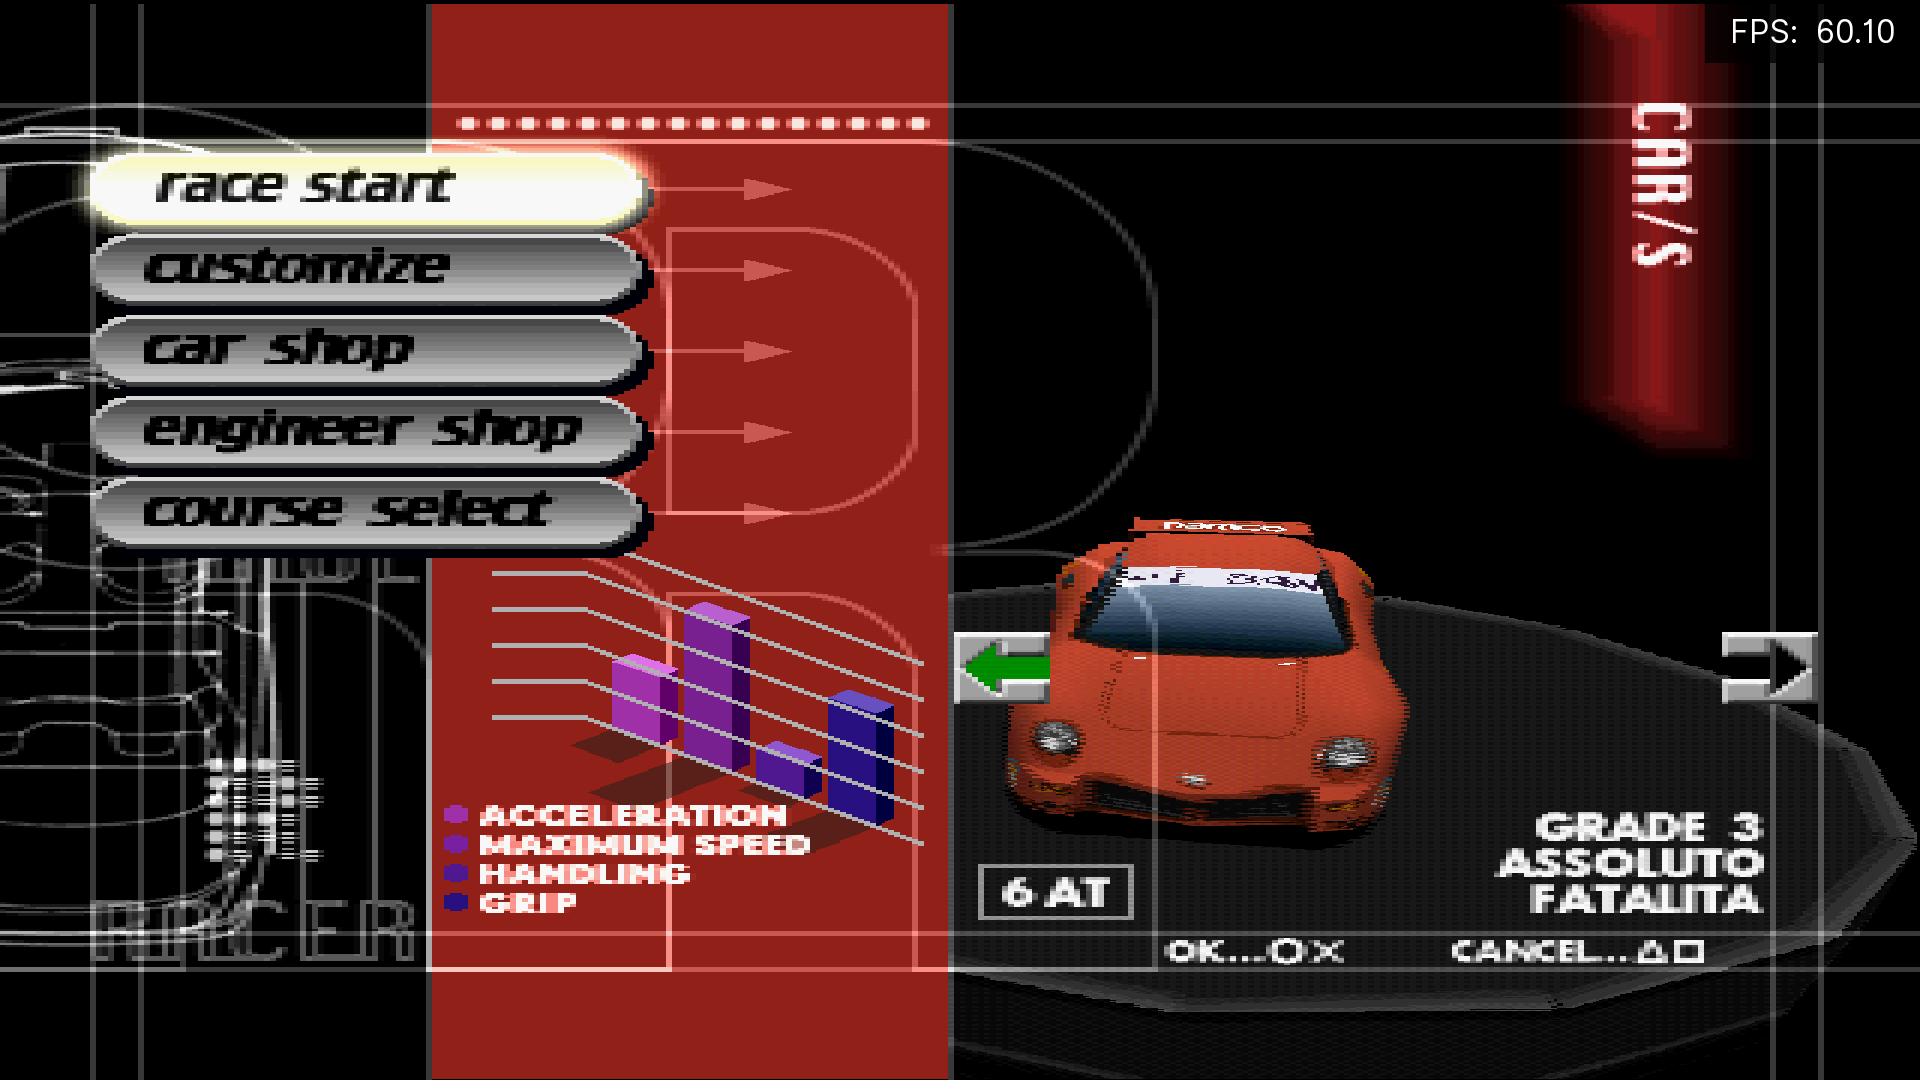 FPS: 60.10
CAR/S
race start
customize
car shop
engineer shop
course select
namco
ACCELERATION
MAXIMUM SPEED
HANDLING
GRIP
RACER
6 AT
GRADE 3
ASSOLUTO
FATALITA
OK...○×
CANCEL...△□